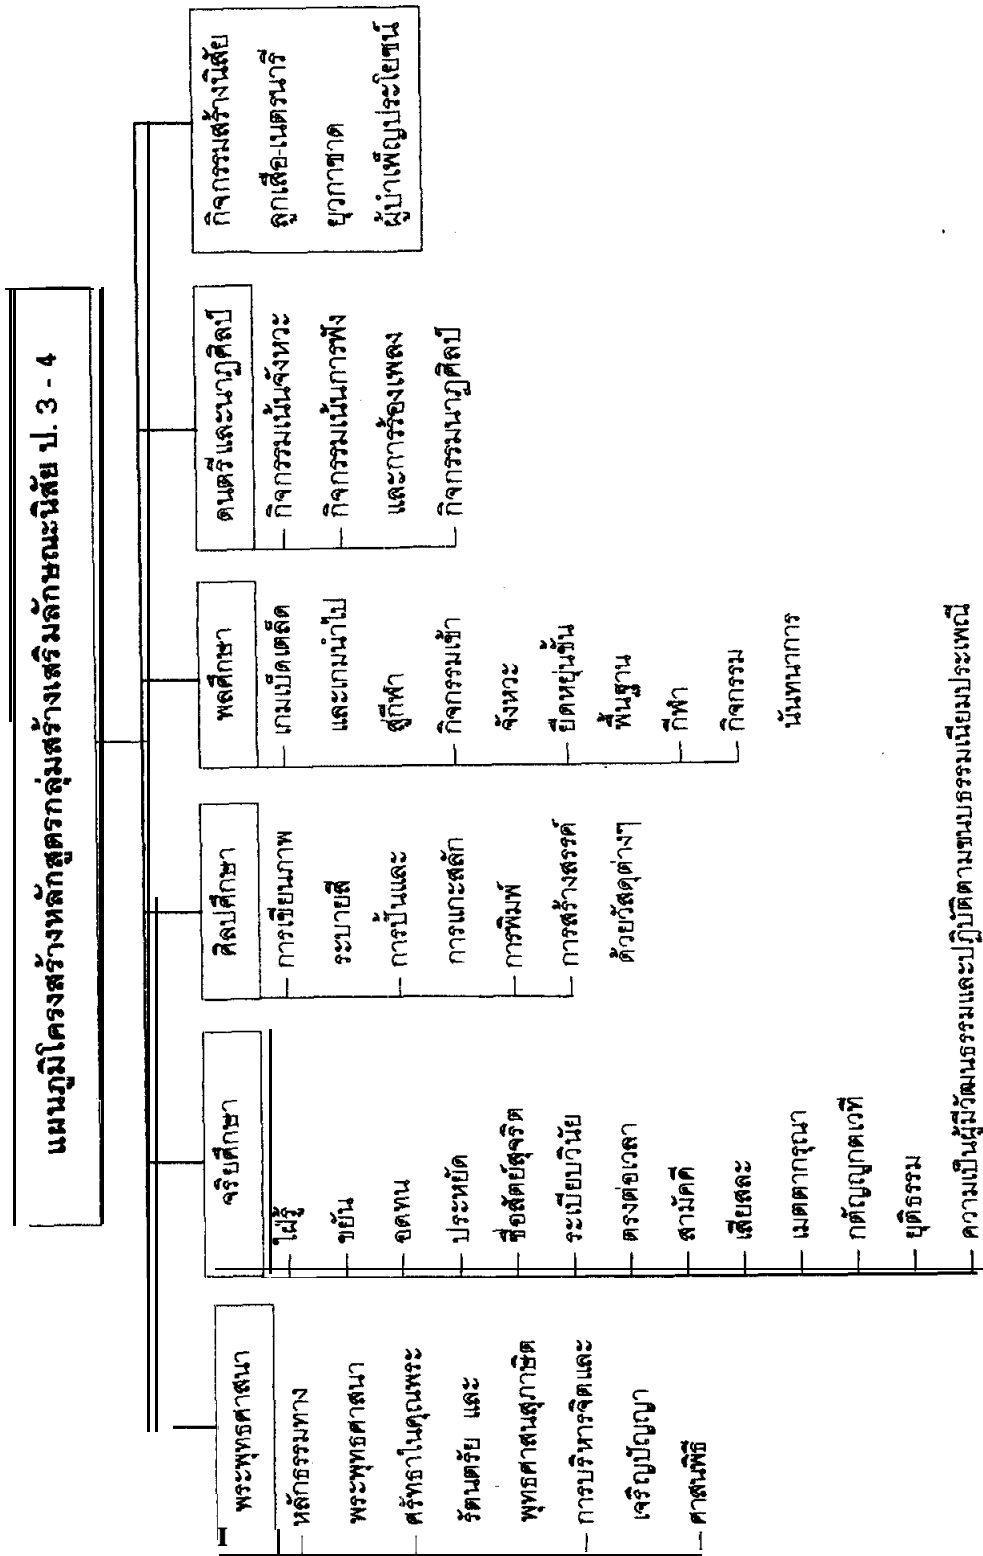 แผนภูมิโครงสร้างหลักสูตรกลุ่มสร้างเสริมลักษณะนิสัย ป. 3 - 4
พระพุทธศาสนา
หลักธรรมทาง
พระพุทธศาสนา
ศรัทธาในคุณพระ
รัตนตรัย และ
พุทธศาสนสุภาษิต
การบริหารจิตและ
เจริญปัญญา
ศาสนพิธี
จริยศึกษา
ใฝ่รู้
ขยัน
อดทน
ประหยัด
ซื่อสัตย์สุจริต
ระเบียบวินัย
ตรงต่อเวลา
สามัคคี
เสียสละ
เมตตากรุณา
กตัญญูกตเวที
ยุติธรรม
ความเป็นผู้มีวัฒนธรรมและปฏิบัติตามขนบธรรมเนียมประเพณี
ศิลปศึกษา
การเขียนภาพ
ระบายสี
การปั้นและ
การแกะสลัก
การพิมพ์
การสร้างสรรค์
ด้วยวัสดุต่างๆ
พลศึกษา
เกมเบ็ดเตล็ด
และเกมนำไป
สู่กีฬา
กิจกรรมเข้า
จังหวะ
ยืดหยุ่นขั้น
พื้นฐาน
กีฬา
กิจกรรม
นันทนาการ
ดนตรีและนาฏศิลป์
กิจกรรมเน้นจังหวะ
กิจกรรมเน้นการฟัง
และการร้องเพลง
กิจกรรมนาฏศิลป์
กิจกรรมสร้างนิสัย
ลูกเสือ-เนตรนารี
ยุวกาชาด
ผู้บำเพ็ญประโยชน์